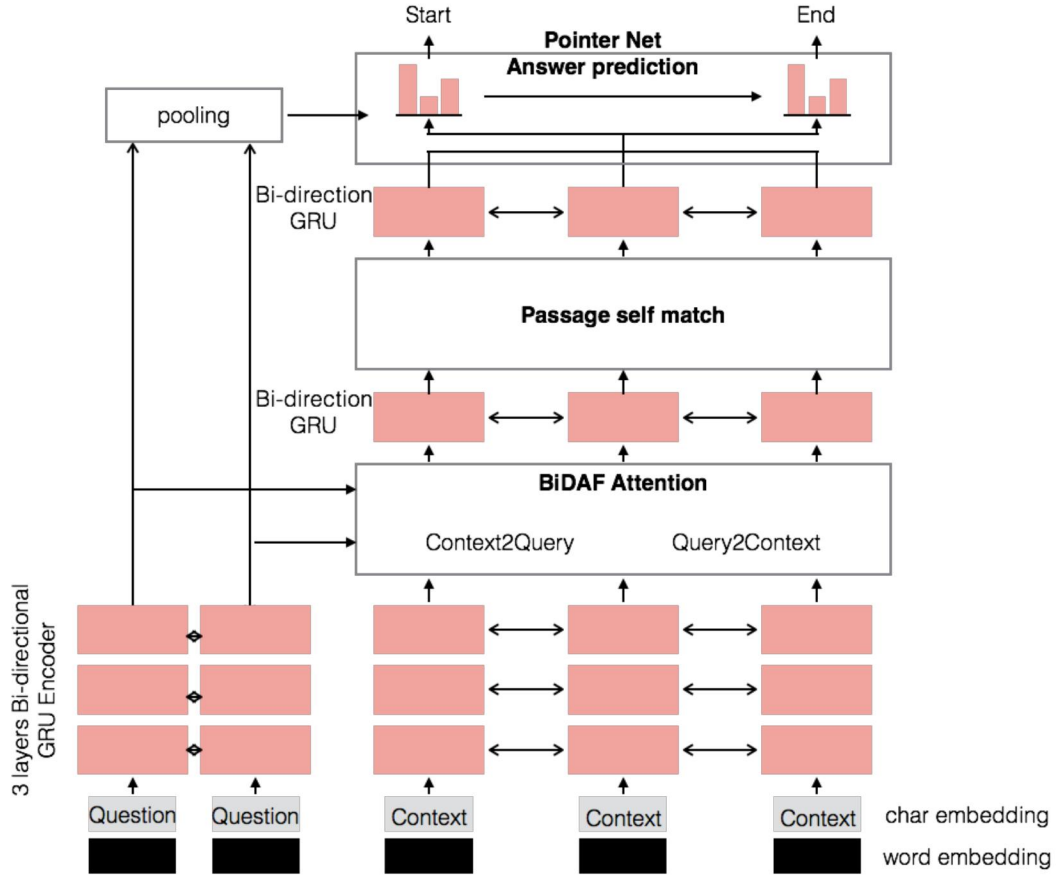 Start
End
Pointer Net
Answer prediction
pooling
Bi-direction
GRU
Passage self match
Bi-direction
GRU
BiDAF Attention
Context2Query
Query2Context
3 layers Bi-directional
GRU Encoder
Question
Question
Context
Context
Context
char embedding
word embedding